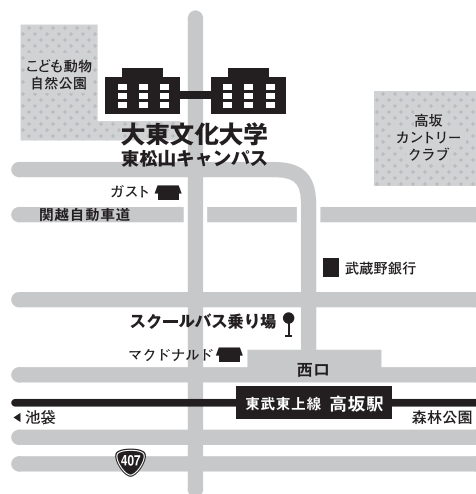 こども動物
自然公園
大東文化大学
東松山キャンパス
高坂
カントリー
クラブ
ガスト
関越自動車道
武蔵野銀行
スクールバス乗り場
マクドナルド
西口
東武東上線 高坂駅
池袋
森林公園
407